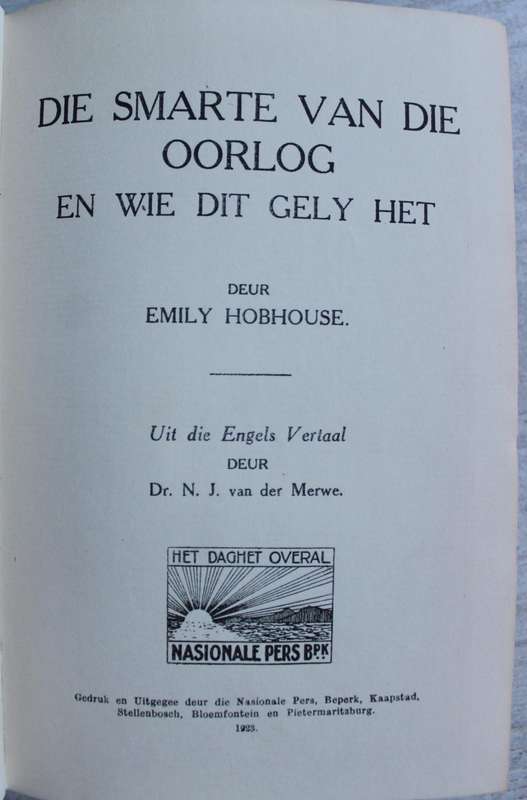 DIE SMARTE VAN DIE
OORLOG
EN WIE DIT GELY HET
DEUR
EMILY HOBHOUSE.
Uit die Engels Vertaal
DEUR
Dr. N. J. van der Merwe.
HET DAGHET OVERAL
NASIONALE PERS BPK
Gedruk en Uitgegee deur die Nasionale Pers, Beperk, Kaapstad,
Stellenbosch, Bloemfontein en Pietermaritzburg.
1923.